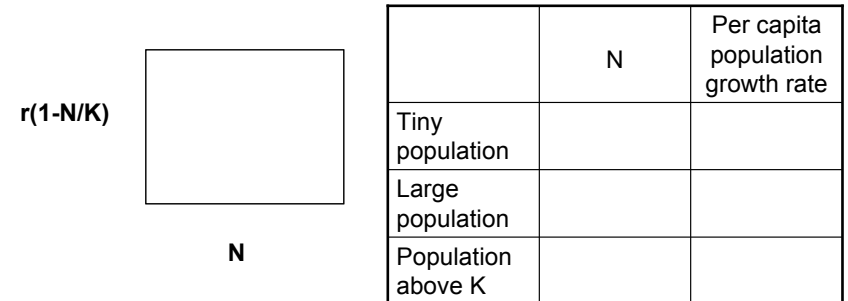 r(1-N/K)
N
N
Per capita
population
growth rate
Tiny
population
Large
population
Population
above K